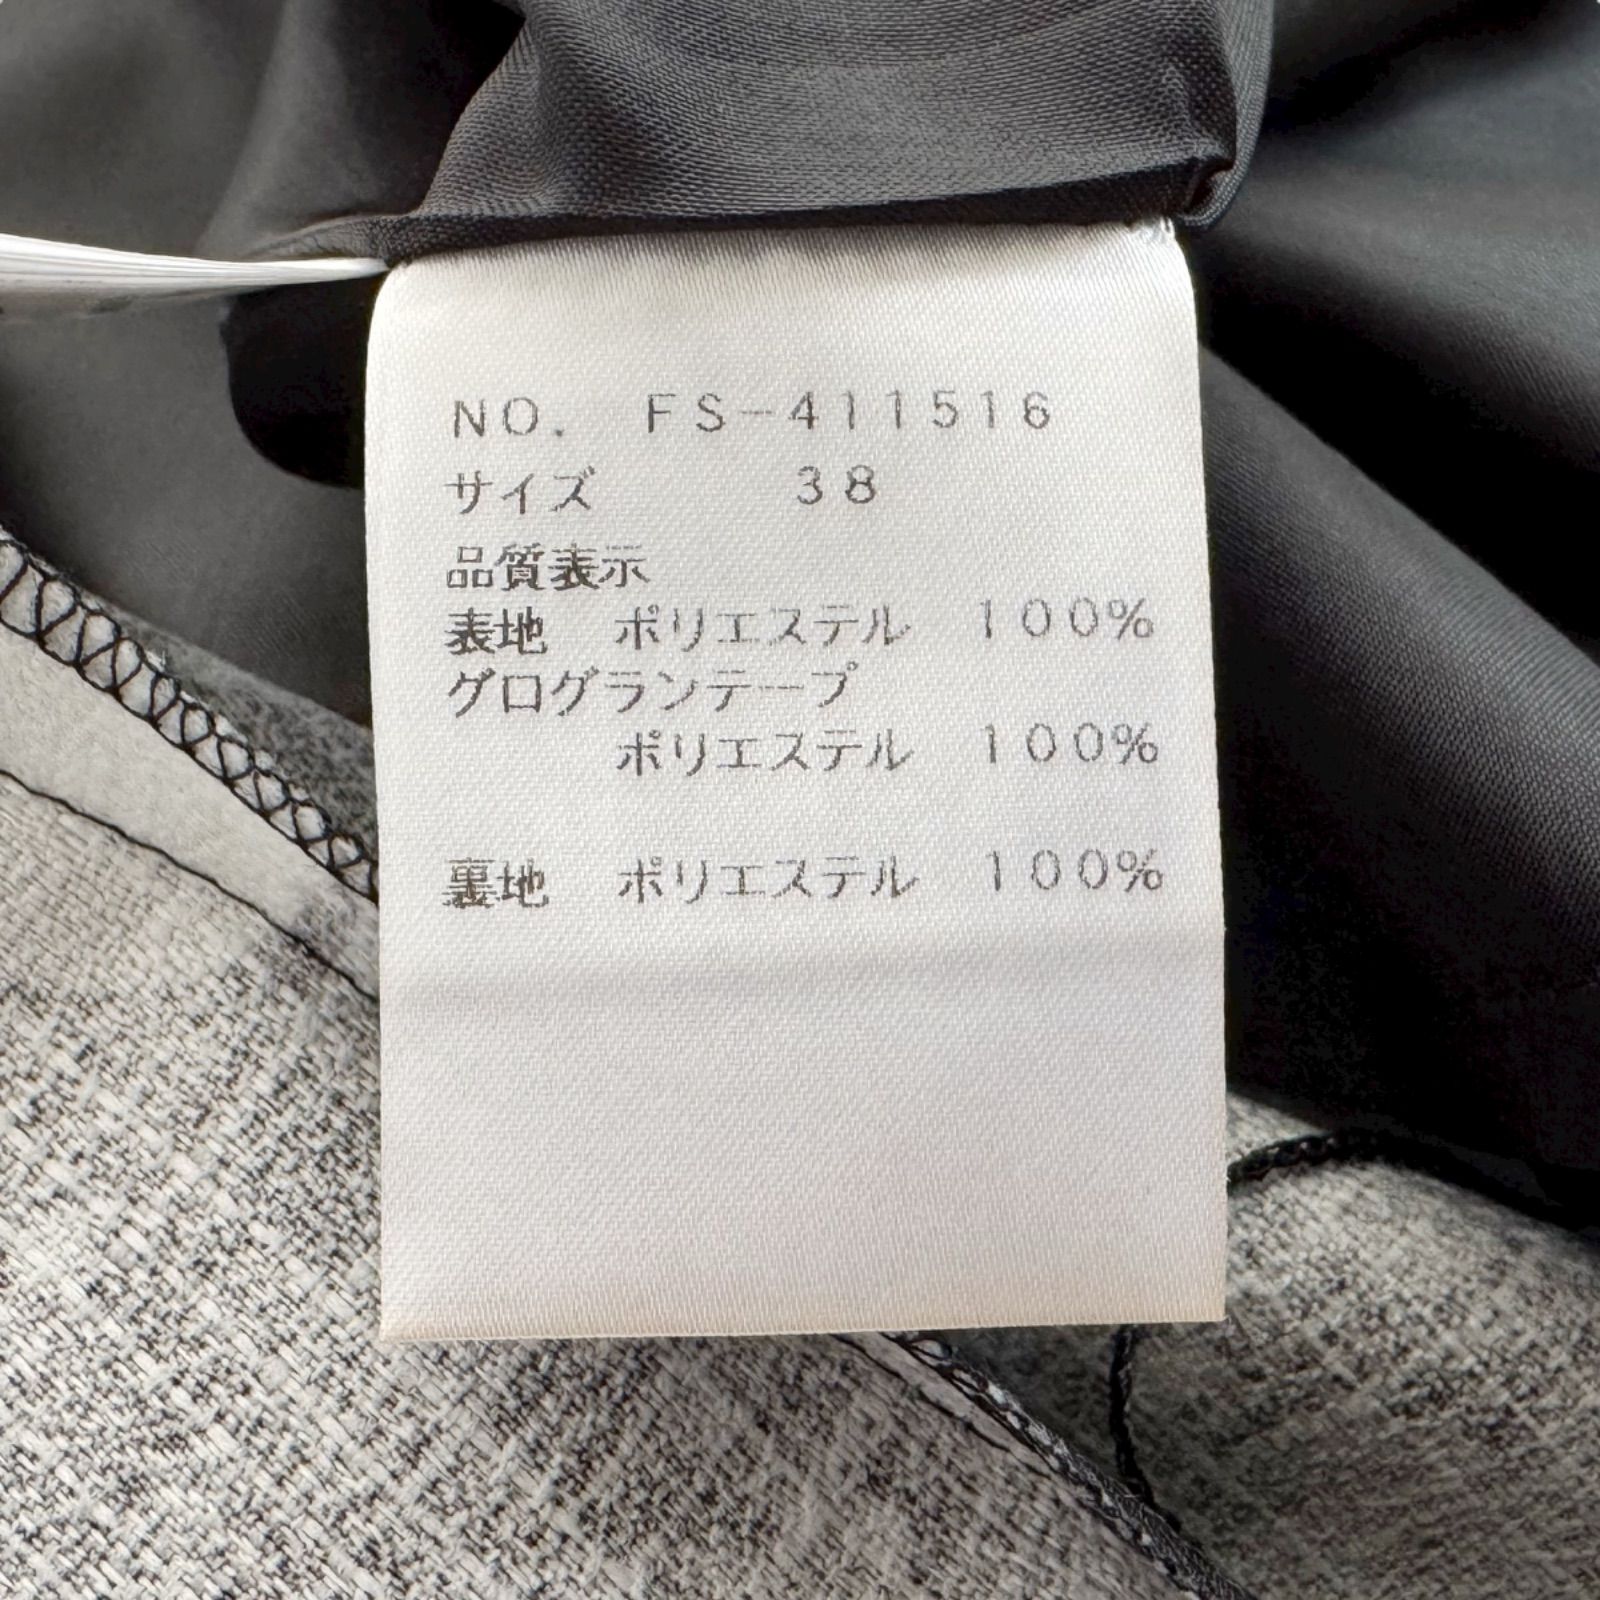 NO. FS-411516
サイズ 38
品質表示
表地 ポリエステル 100%
グログランテープ
ポリエステル 100%
裏地 ポリエステル 100%